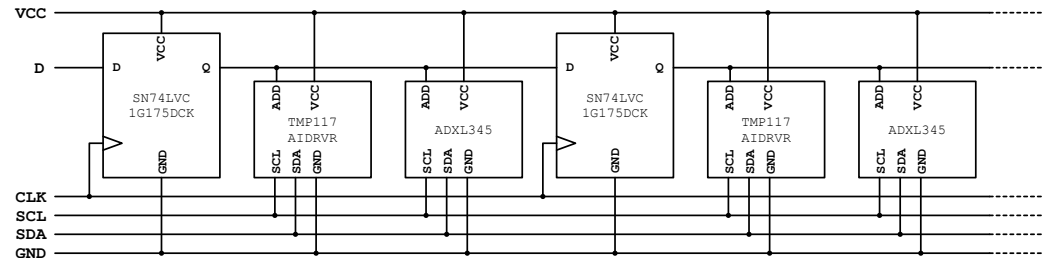 VCC
D
D
VCC
Q
SN74LVC
1G175DCK
GND
ADD
VCC
TMP117
AIDRVR
SCL
SDA
GND
ADD
VCC
ADXL345
SCL
SDA
GND
D
VCC
Q
SN74LVC
1G175DCK
GND
ADD
VCC
TMP117
AIDRVR
SCL
SDA
GND
ADD
VCC
ADXL345
SCL
SDA
GND
CLK
SCL
SDA
GND